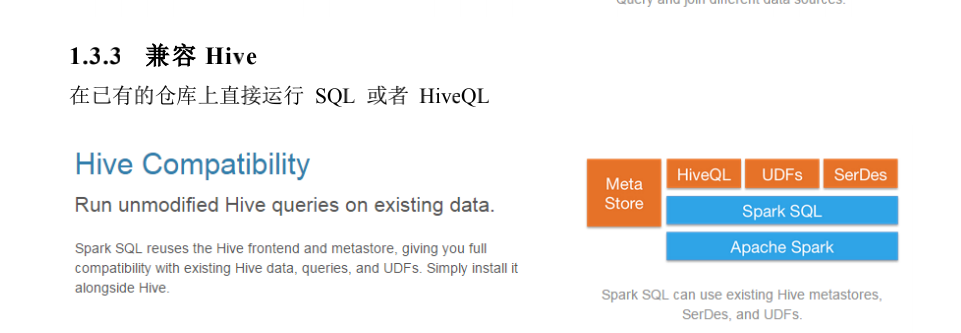 Query and join different data sources.
1.3.3 兼容 Hive
在已有的仓库上直接运行 SQL 或者 HiveQL
Hive Compatibility
Run unmodified Hive queries on existing data.
Spark SQL reuses the Hive frontend and metastore, giving you full
compatibility with existing Hive data, queries, and UDFs. Simply install it
alongside Hive.
Meta
Store
HiveQL
UDFs
SerDes
Spark SQL
Apache Spark
Spark SQL can use existing Hive metastores,
SerDes, and UDFs.